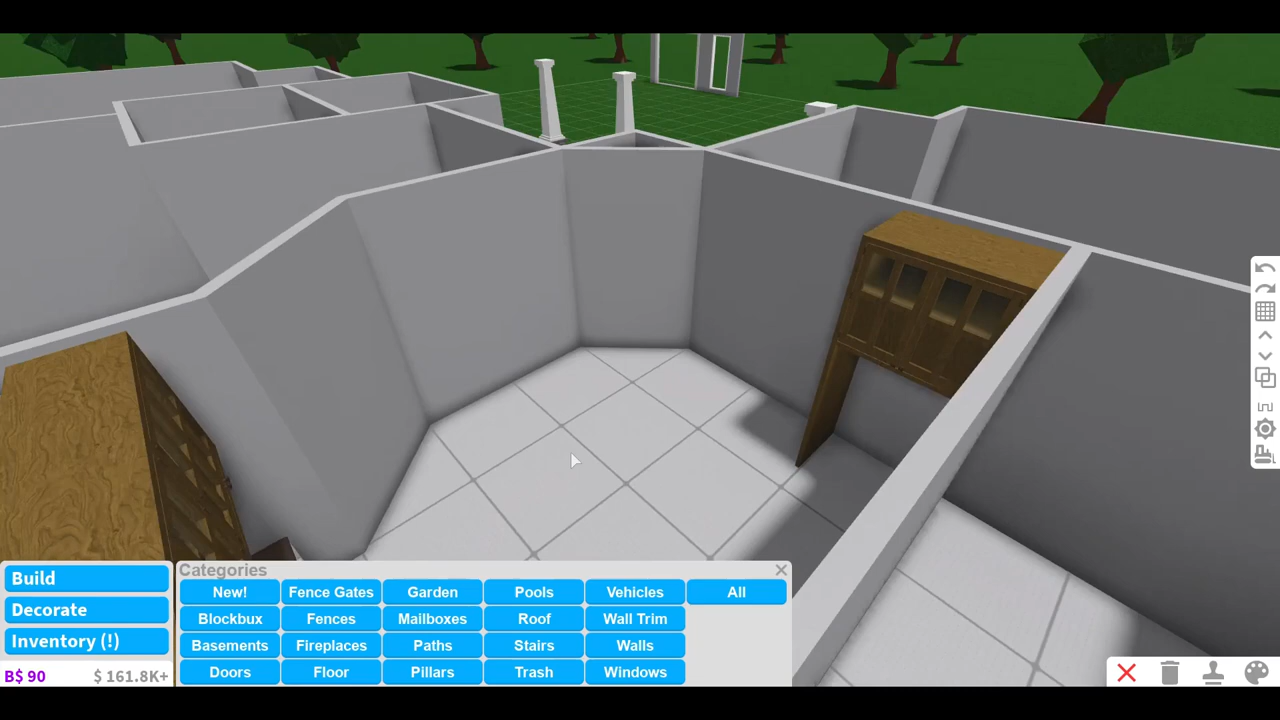 Build
Decorate
Inventory (!)
B$ 90 $ 161.8K+
Categories
New! Fence Gates Garden Pools Vehicles All
Blockbux Fences Mailboxes Roof Wall Trim
Basements Fireplaces Paths Stairs Walls
Doors Floor Pillars Trash Windows